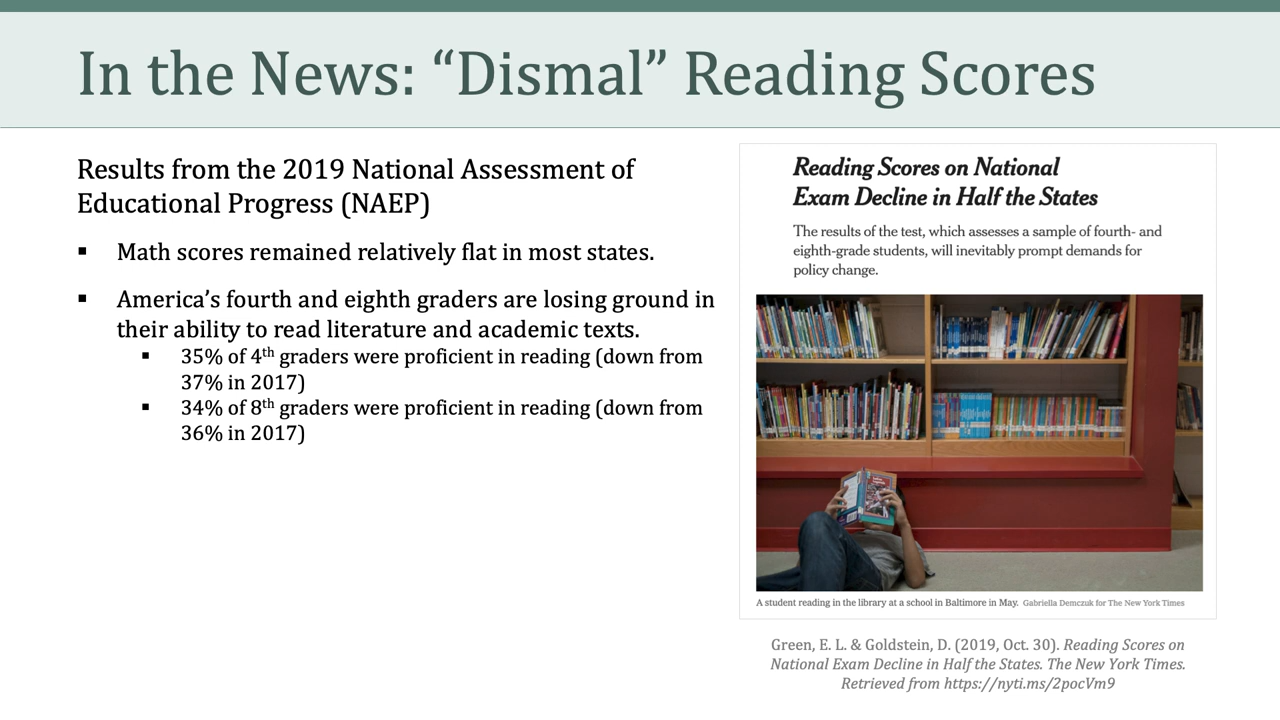 In the News: “Dismal” Reading Scores
Results from the 2019 National Assessment of
Educational Progress (NAEP)
▪ Math scores remained relatively flat in most states.
▪ America’s fourth and eighth graders are losing ground in
their ability to read literature and academic texts.
▪ 35% of 4th graders were proficient in reading (down from
37% in 2017)
▪ 34% of 8th graders were proficient in reading (down from
36% in 2017)
Reading Scores on National
Exam Decline in Half the States
The results of the test, which assesses a sample of fourth- and
eighth-grade students, will inevitably prompt demands for
policy change.
A student reading in the library at a school in Baltimore in May. Gabriella Demczuk for The New York Times
Green, E. L. & Goldstein, D. (2019, Oct. 30). Reading Scores on
National Exam Decline in Half the States. The New York Times.
Retrieved from https://nyti.ms/2pocVm9